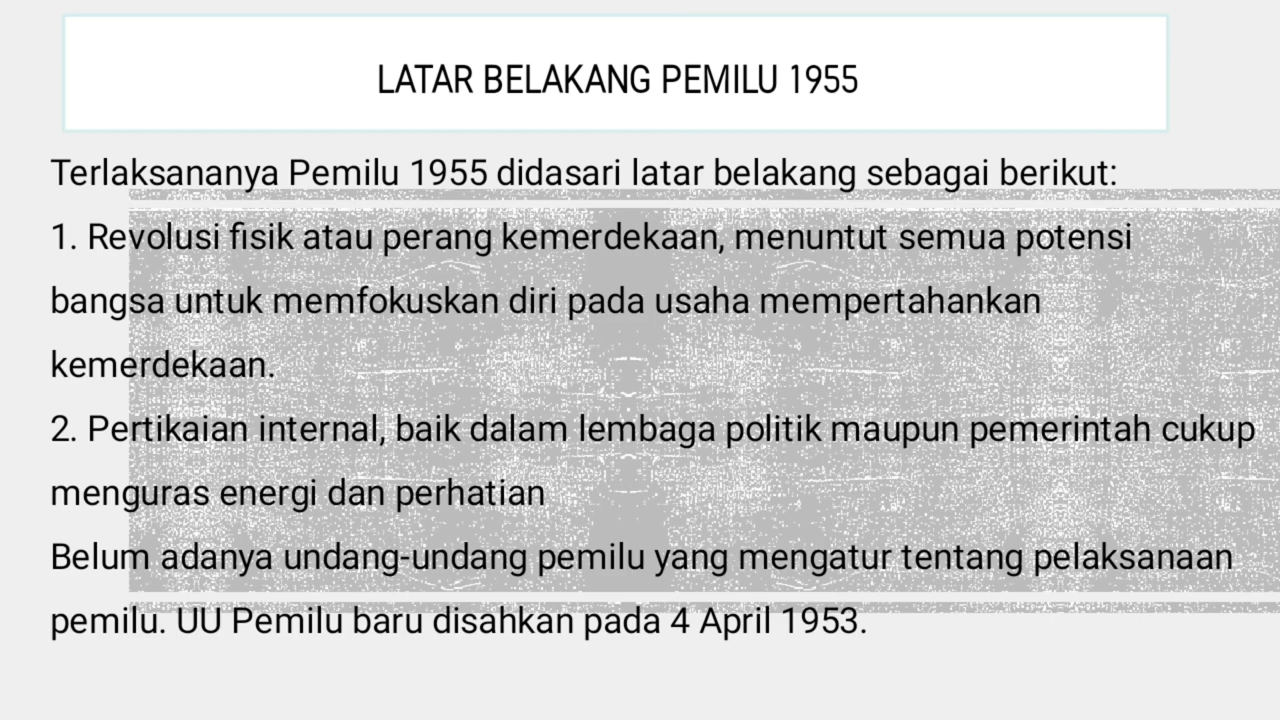 LATAR BELAKANG PEMILU 1955
Terlaksananya Pemilu 1955 didasari latar belakang sebagai berikut:
1. Revolusi fisik atau perang kemerdekaan, menuntut semua potensi
bangsa untuk memfokuskan diri pada usaha mempertahankan
kemerdekaan.
2. Pertikaian internal, baik dalam lembaga politik maupun pemerintah cukup
menguras energi dan perhatian
Belum adanya undang-undang pemilu yang mengatur tentang pelaksanaan
pemilu. UU Pemilu baru disahkan pada 4 April 1953.